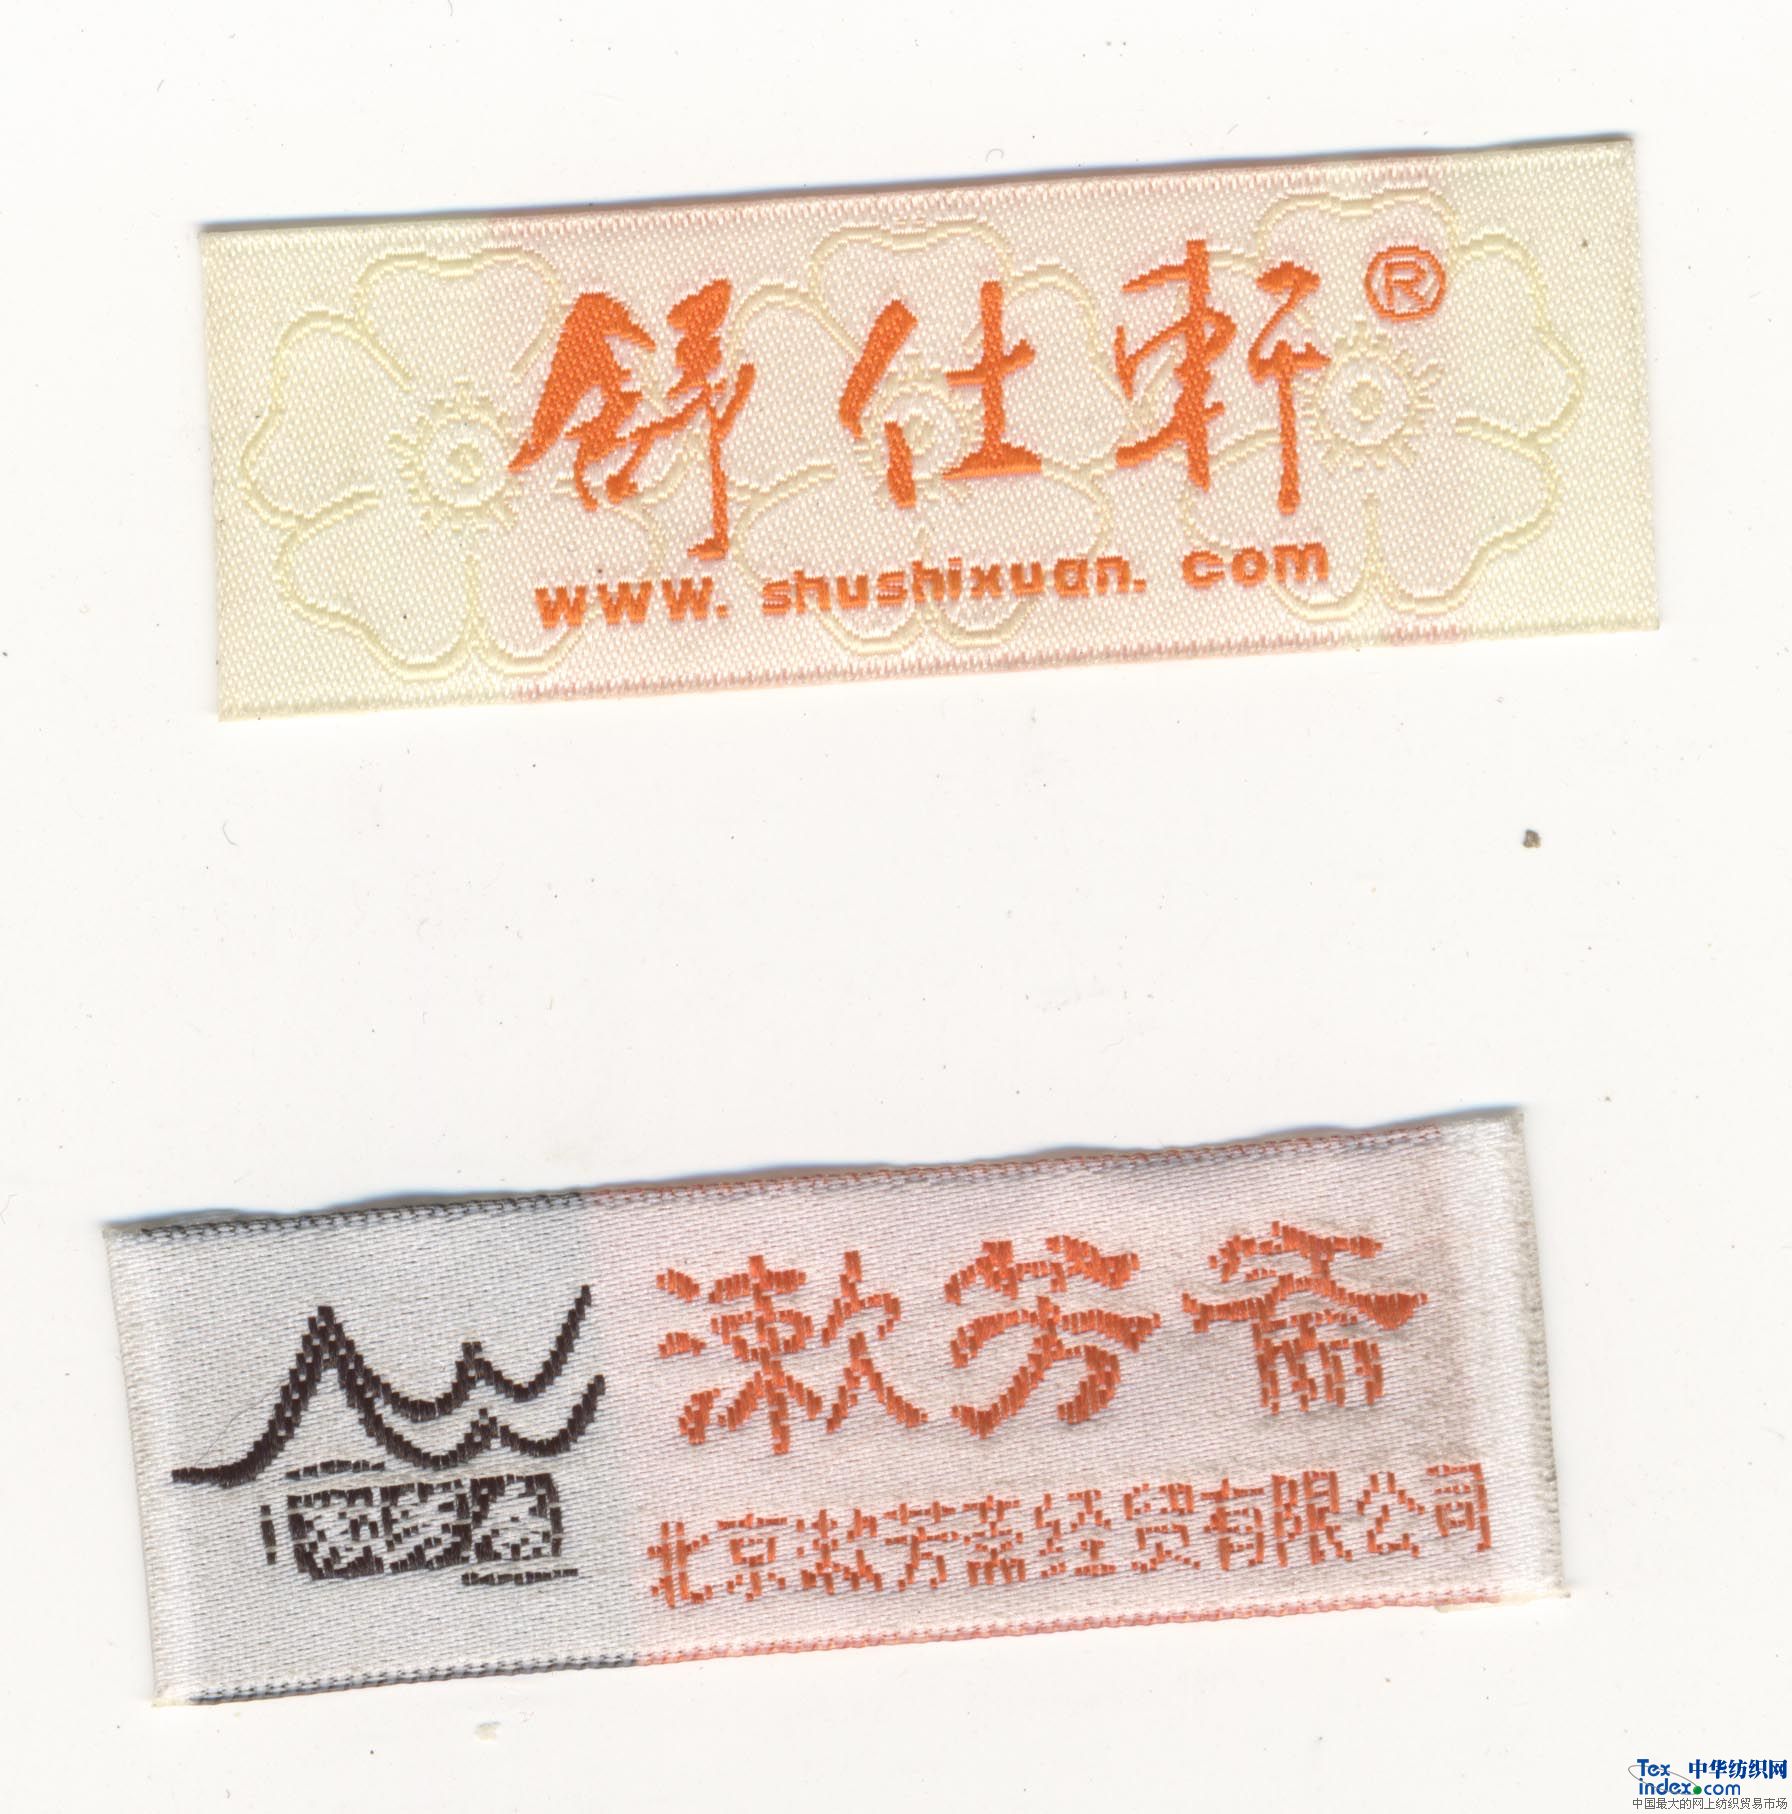 舒仕軒®
www.shushixuan.com
漱芳斋
北京漱芳斋经贸有限公司
Tex 中华纺织网
index.com
中国最大的网上纺织贸易市场